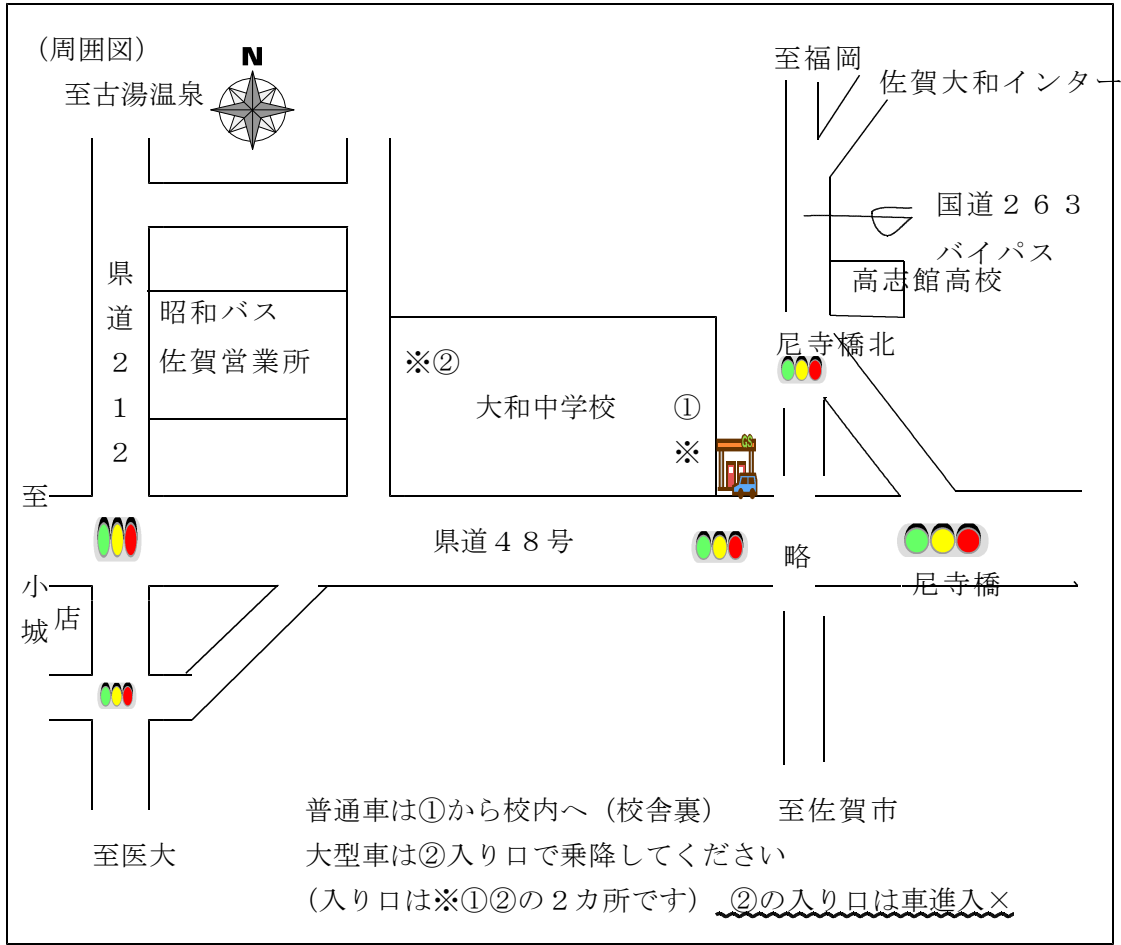 （周囲図）
N
至古湯温泉
至福岡
佐賀大和インター
国道２６３
バイパス
高志館高校
県道２１２
昭和バス
佐賀営業所
※②
大和中学校
①
※
GS
尼寺橋北
至小城
県道４８号
略
尼寺橋
店
普通車は①から校内へ（校舎裏）
至佐賀市
至医大
大型車は②入り口で乗降してください
（入り口は※①②の２カ所です）　②の入り口は車進入×